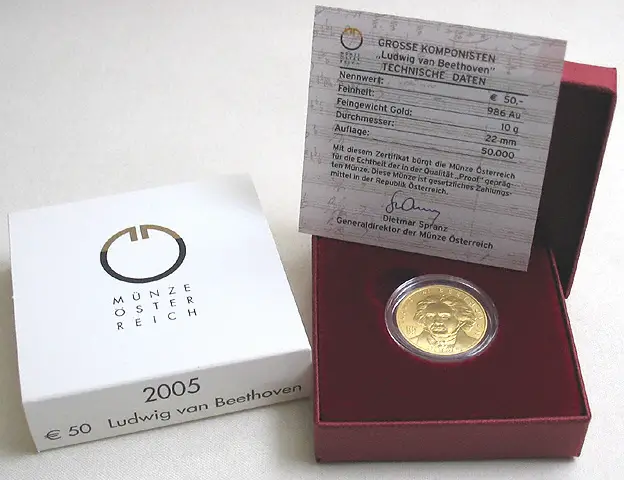 GROSSE KOMPONISTEN
„Ludwig van Beethoven“
TECHNISCHE DATEN
Nennwert: € 50,-
Feinheit: 986 Au
Feingewicht Gold: 10 g
Durchmesser: 22 mm
Auflage: 50.000
Mit diesem Zertifikat bürgt die Münze Österreich
für die Echtheit der in der Qualität „Proof“ gepräg-
ten Münze. Diese Münze ist gesetzliches Zahlungs-
mittel in der Republik Österreich.
Dietmar Spranz
Generaldirektor der Münze Österreich
MÜNZE
ÖSTER
REICH
2005
€ 50 Ludwig van Beethoven